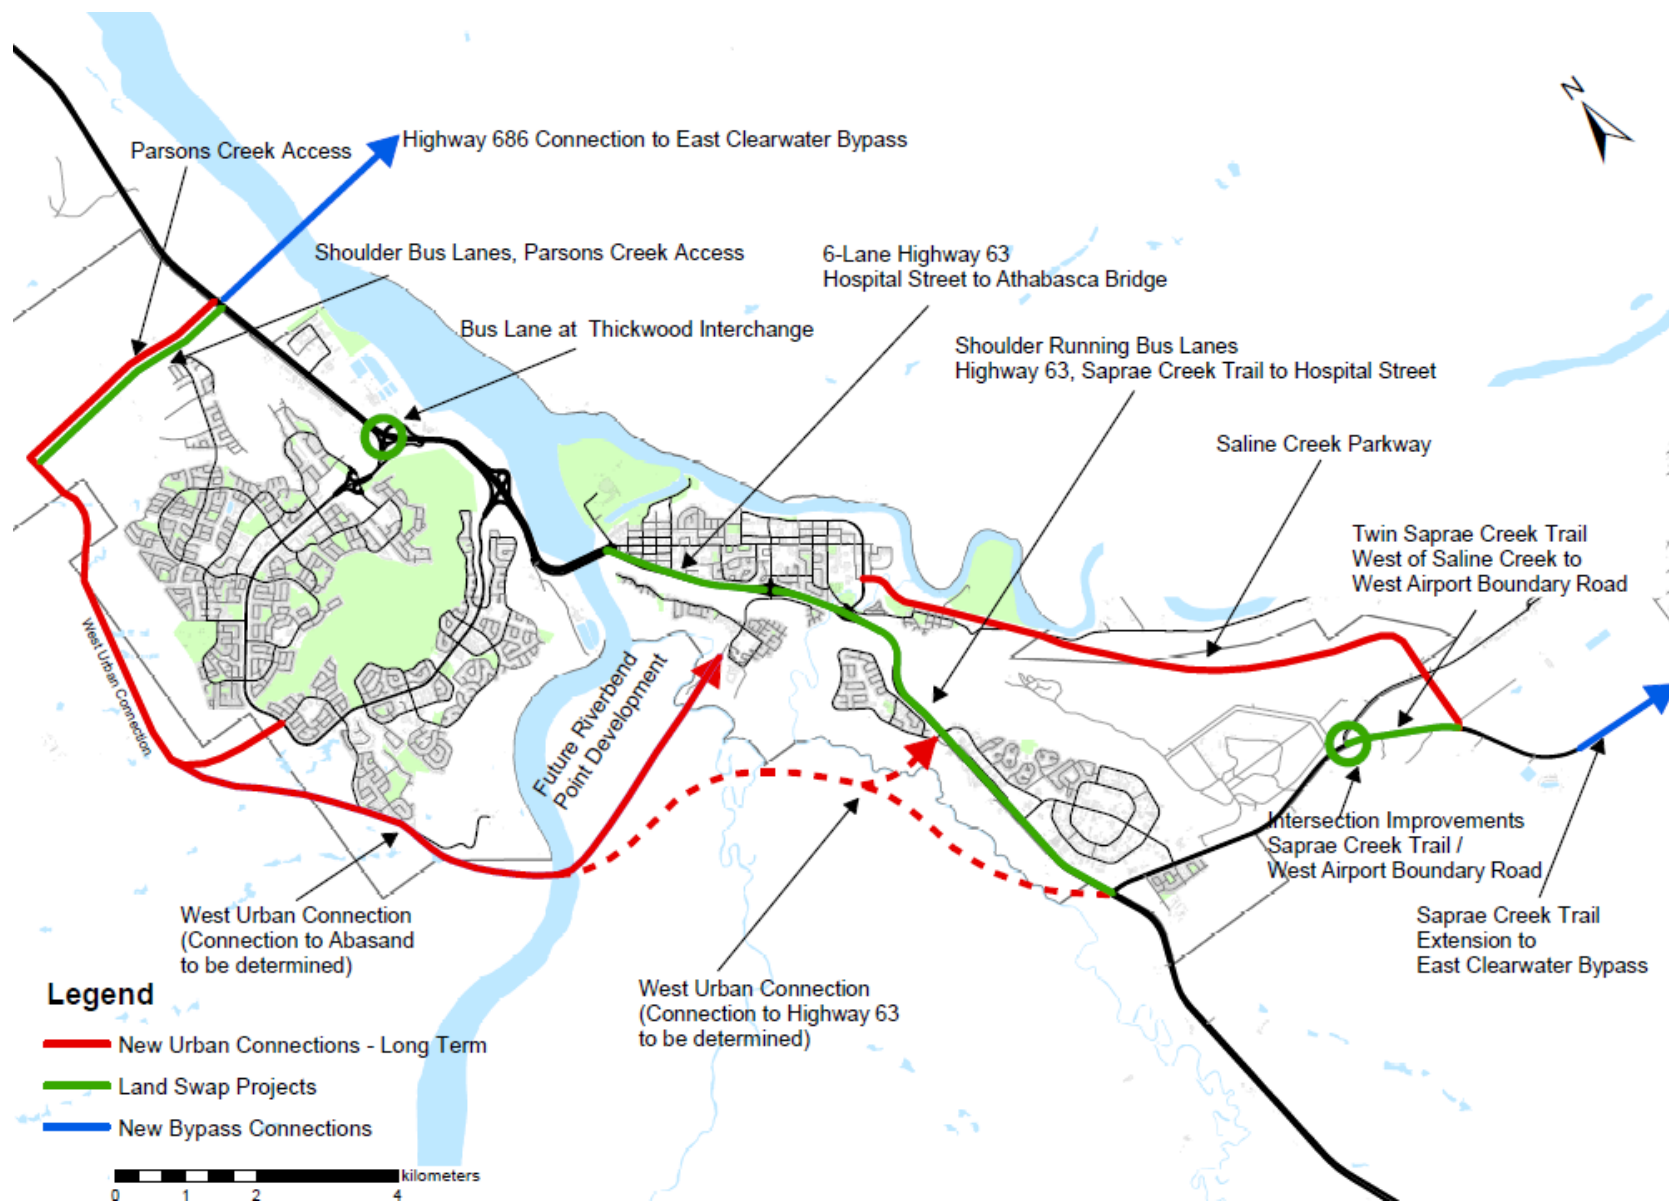 N
Parsons Creek Access
Highway 686 Connection to East Clearwater Bypass
Shoulder Bus Lanes, Parsons Creek Access
6-Lane Highway 63
Hospital Street to Athabasca Bridge
Bus Lane at Thickwood Interchange
Shoulder Running Bus Lanes
Highway 63, Saprae Creek Trail to Hospital Street
Saline Creek Parkway
Twin Saprae Creek Trail
West of Saline Creek to
West Airport Boundary Road
West Urban Connection
Future Riverbend
Point Development
Intersection Improvements
Saprae Creek Trail /
West Airport Boundary Road
West Urban Connection
(Connection to Abasand
to be determined)
Saprae Creek Trail
Extension to
East Clearwater Bypass
West Urban Connection
(Connection to Highway 63
to be determined)
Legend
New Urban Connections - Long Term
Land Swap Projects
New Bypass Connections
kilometers
0 1 2 4